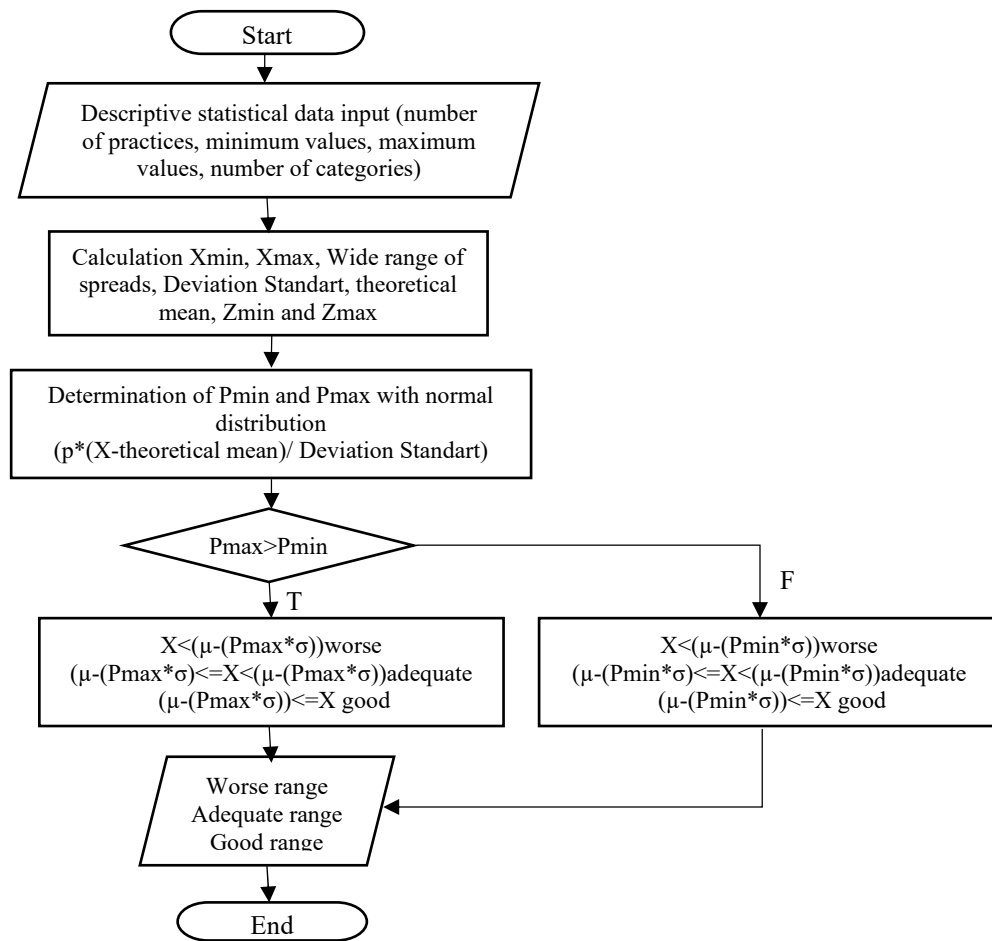 Start
Descriptive statistical data input (number
of practices, minimum values, maximum
values, number of categories)
Calculation Xmin, Xmax, Wide range of
spreads, Deviation Standart, theoretical
mean, Zmin and Zmax
Determination of Pmin and Pmax with normal
distribution
(p*(X-theoretical mean)/ Deviation Standart)
Pmax>Pmin
T
F
X<(µ-(Pmax*σ))worse
(µ-(Pmax*σ)<=X<(µ-(Pmax*σ))adequate
(µ-(Pmax*σ))<=X good
X<(µ-(Pmin*σ))worse
(µ-(Pmin*σ)<=X<(µ-(Pmin*σ))adequate
(µ-(Pmin*σ))<=X good
Worse range
Adequate range
Good range
End